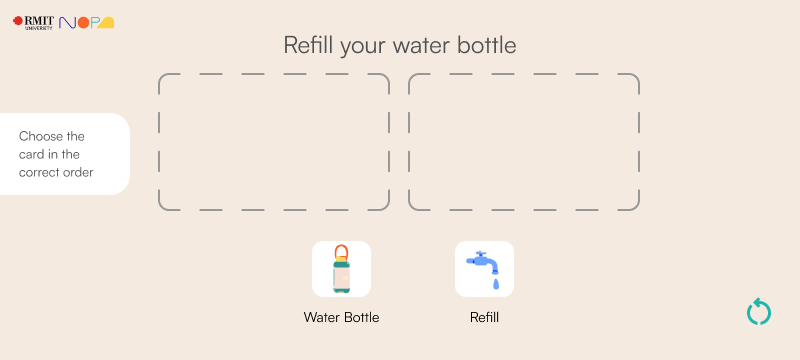 RMIT
UNIVERSITY
NOPA
Refill your water bottle
Choose the
card in the
correct order
Water Bottle
Refill